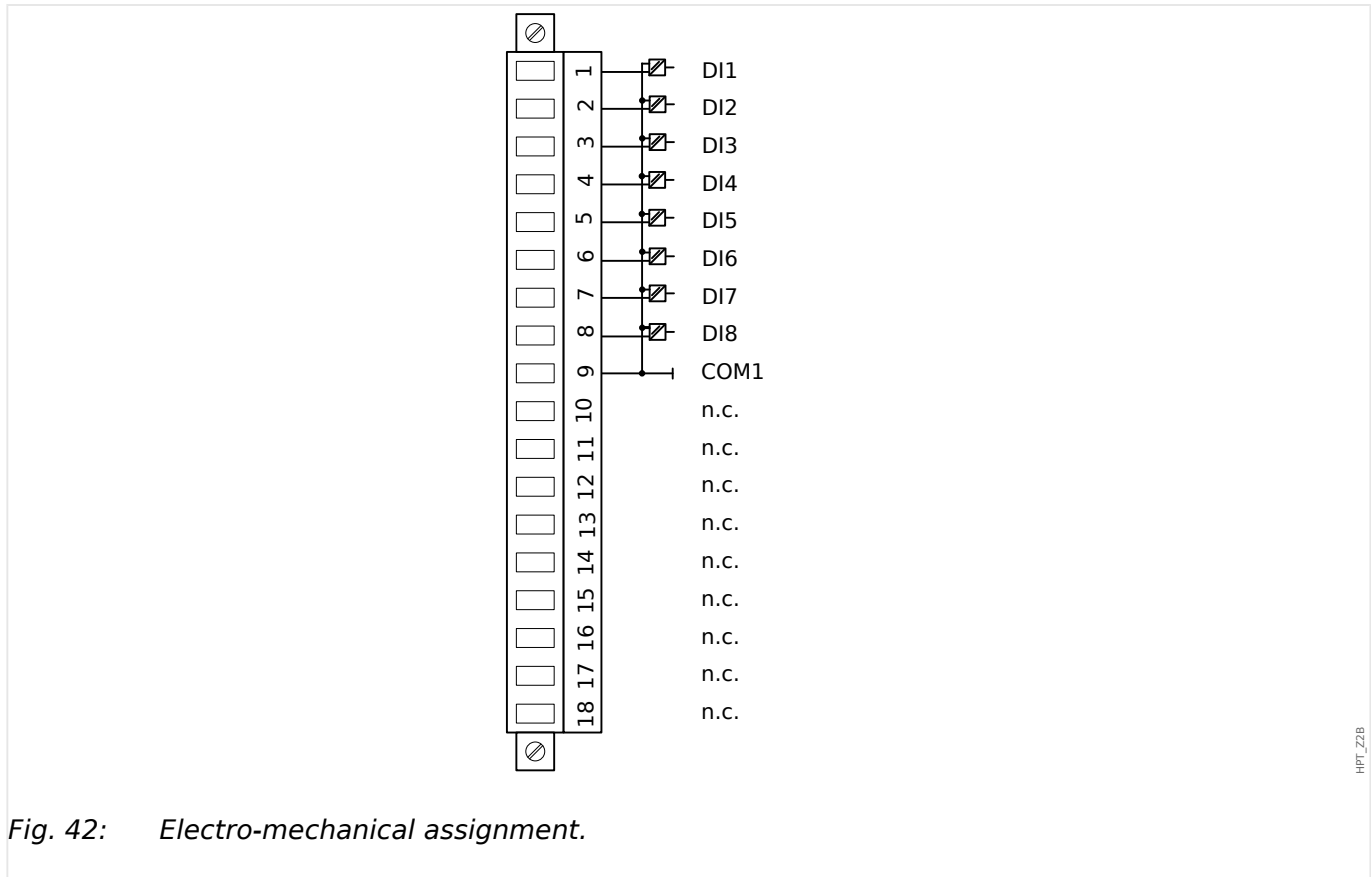 1 DI1
2 DI2
3 DI3
4 DI4
5 DI5
6 DI6
7 DI7
8 DI8
9 COM1
10 n.c.
11 n.c.
12 n.c.
13 n.c.
14 n.c.
15 n.c.
16 n.c.
17 n.c.
18 n.c.
HPT_Z2B
Fig. 42: Electro-mechanical assignment.